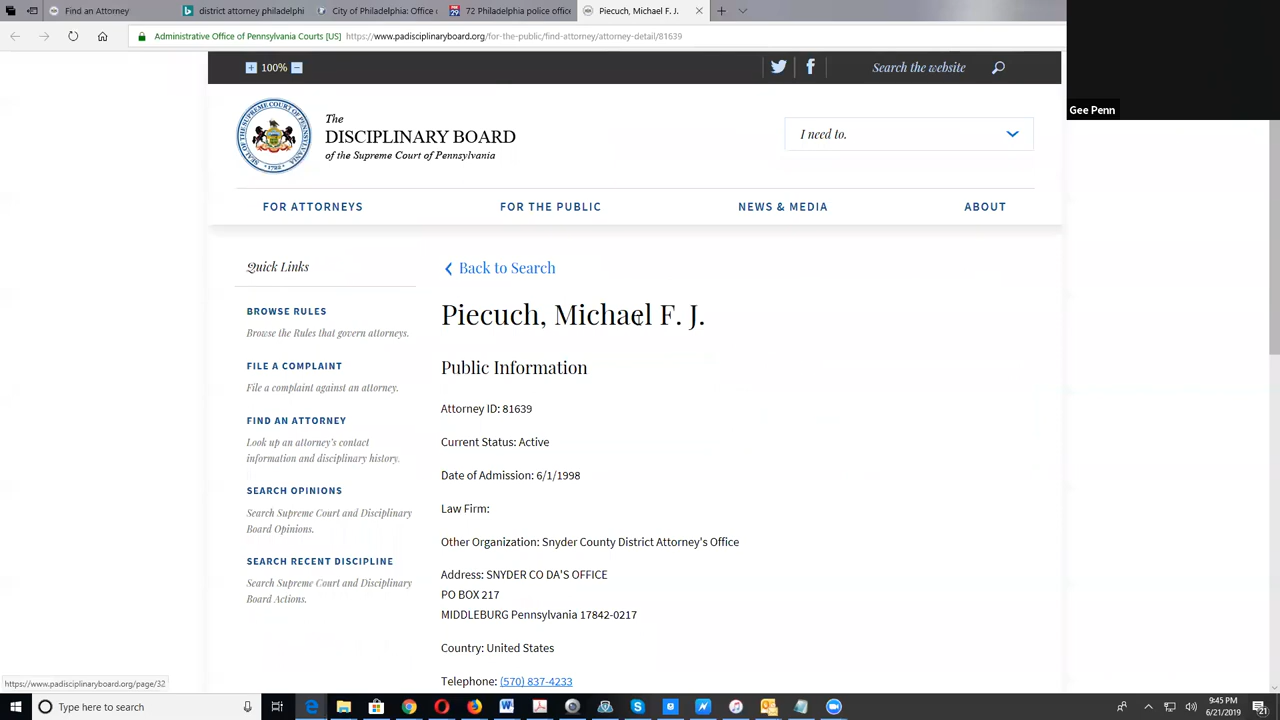 Find an Attorney
district attorney philadelphi
City of Philadelphia: Office
72 Philadelphia police office
Piecuch, Michael F. J.
Administrative Office of Pennsylvania Courts [US] https://www.padisciplinaryboard.org/for-the-public/find-attorney/attorney-detail/81639
100%
Search the website
Gee Penn
SEAL OF THE SUPREME COURT OF PENNSYLVANIA
1722
The
DISCIPLINARY BOARD
of the Supreme Court of Pennsylvania
I need to.
FOR ATTORNEYS FOR THE PUBLIC NEWS & MEDIA ABOUT
Quick Links
BROWSE RULES
Browse the Rules that govern attorneys.
FILE A COMPLAINT
File a complaint against an attorney.
FIND AN ATTORNEY
Look up an attorney's contact
information and disciplinary history.
SEARCH OPINIONS
Search Supreme Court and Disciplinary
Board Opinions.
SEARCH RECENT DISCIPLINE
Search Supreme Court and Disciplinary
Board Actions.
Back to Search
Piecuch, Michael F. J.
Public Information
Attorney ID: 81639
Current Status: Active
Date of Admission: 6/1/1998
Law Firm:
Other Organization: Snyder County District Attorney's Office
Address: SNYDER CO DA'S OFFICE
PO BOX 217
MIDDLEBURG Pennsylvania 17842-0217
Country: United States
Telephone: (570) 837-4233
https://www.padisciplinaryboard.org/page/32
Type here to search
9:45 PM
6/21/2019